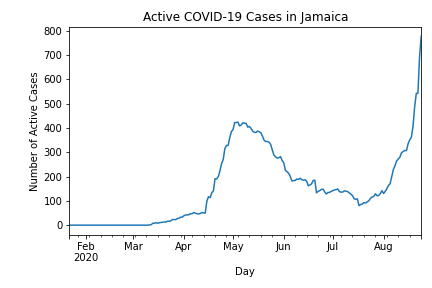 Active COVID-19 Cases in Jamaica
Number of Active Cases
800
700
600
500
400
300
200
100
0
Feb Mar Apr May Jun Jul Aug
2020
Day